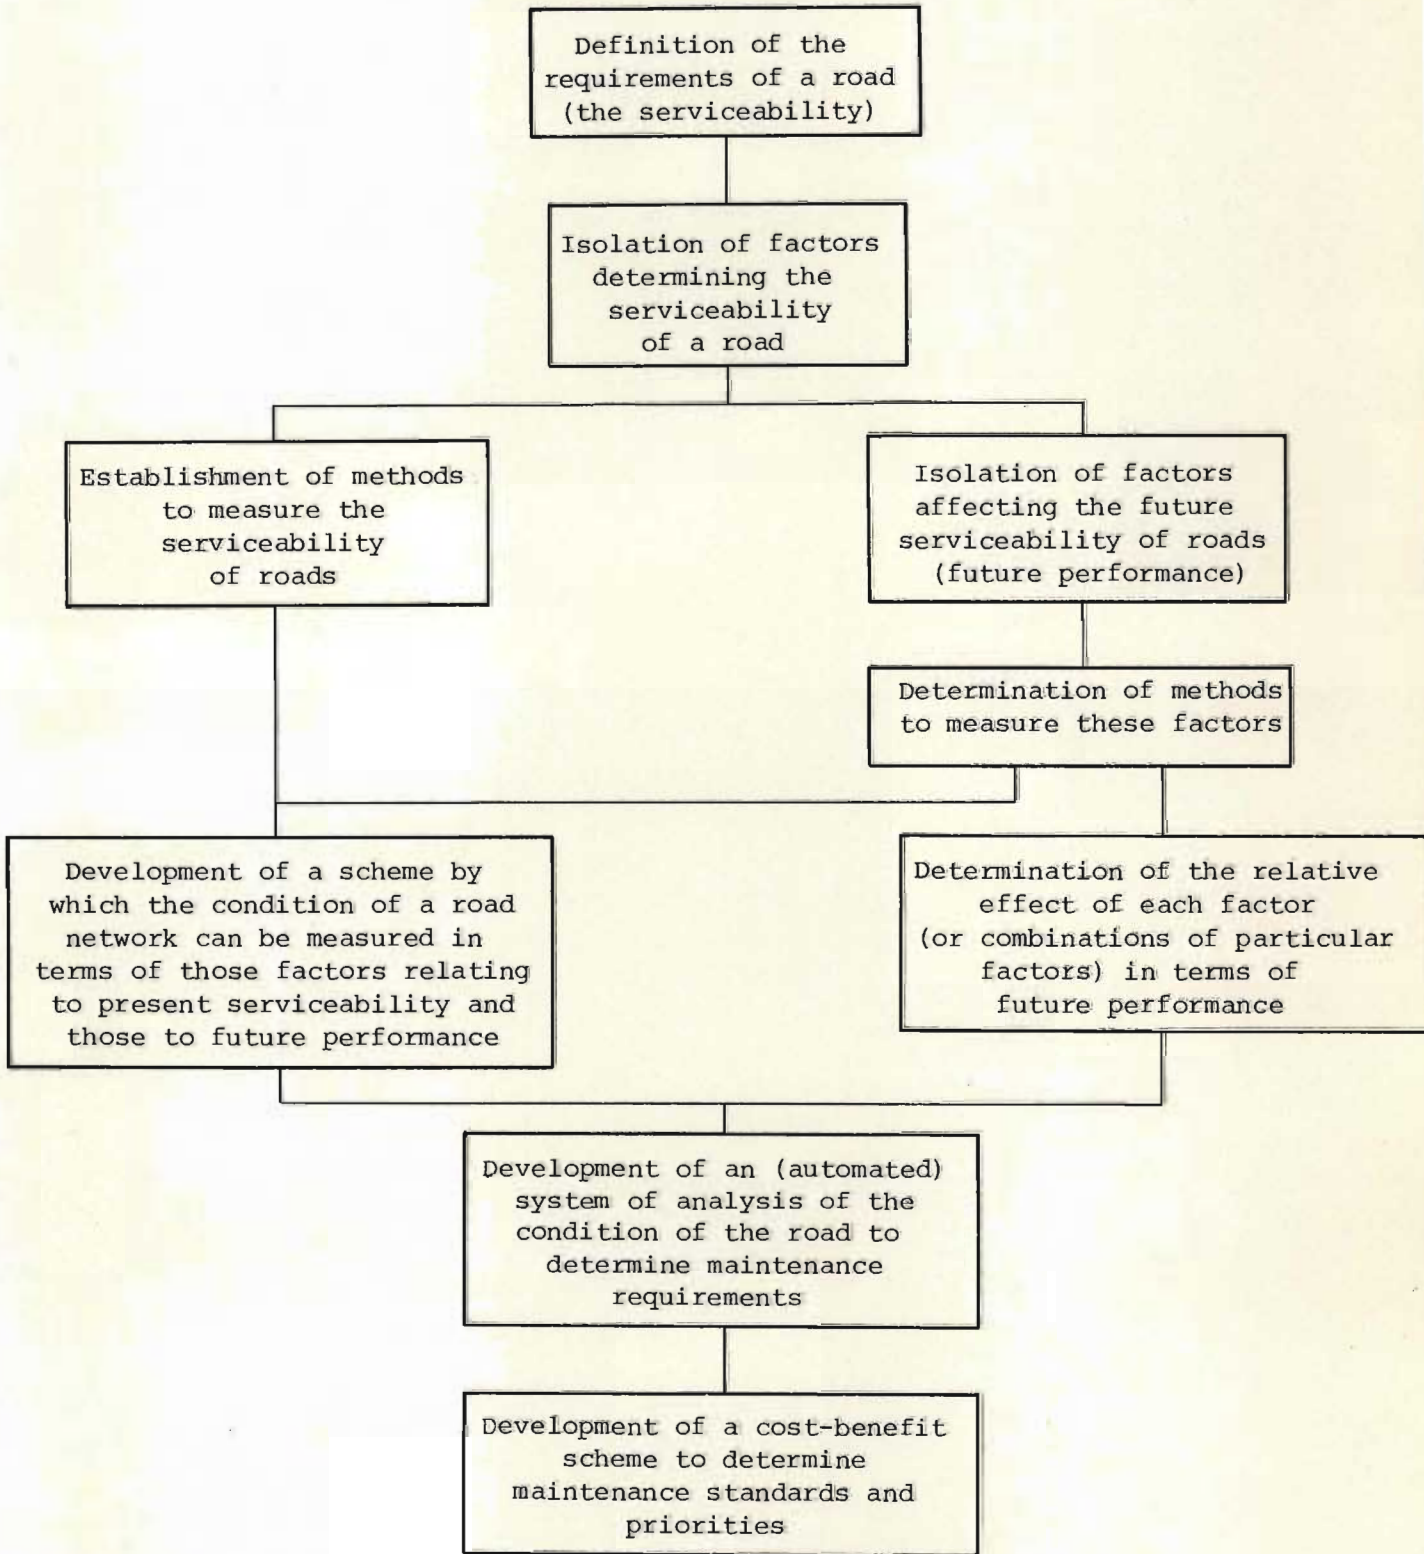 Definition of the
requirements of a road
(the serviceability)
Isolation of factors
determining the
serviceability
of a road
Establishment of methods
to measure the
serviceability
of roads
Isolation of factors
affecting the future
serviceability of roads
(future performance)
Determination of methods
to measure these factors
Development of a scheme by
which the condition of a road
network can be measured in
terms of those factors relating
to present serviceability and
those to future performance
Determination of the relative
effect of each factor
(or combinations of particular
factors) in terms of
future performance
Development of an (automated)
system of analysis of the
condition of the road to
determine maintenance
requirements
Development of a cost-benefit
scheme to determine
maintenance standards and
priorities